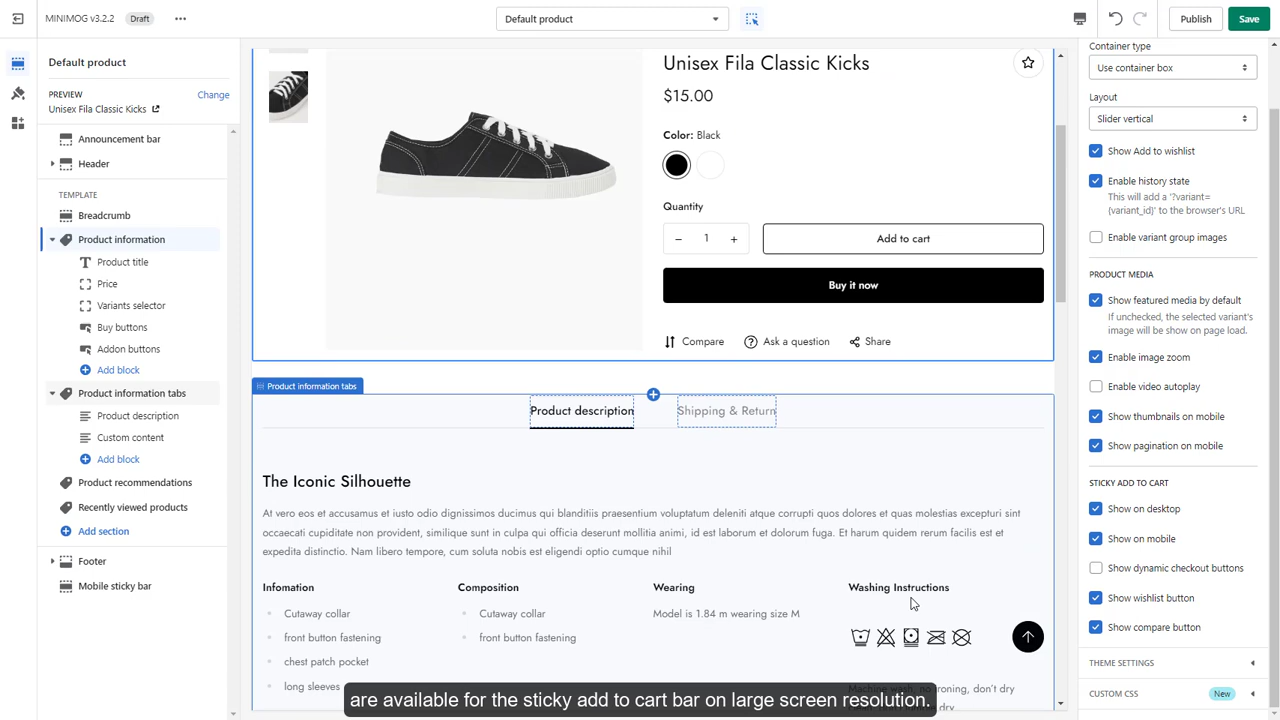 MINIMOG v3.2.2
Draft
Default product
Publish
Save
Default product
PREVIEW
Unisex Fila Classic Kicks
Change
Announcement bar
Header
TEMPLATE
Breadcrumb
Product information
Product title
Price
Variants selector
Buy buttons
Addon buttons
Add block
Product information tabs
Product description
Custom content
Add block
Product recommendations
Recently viewed products
Add section
Footer
Mobile sticky bar
Unisex Fila Classic Kicks
$15.00
Color: Black
Quantity
− 1 +
Add to cart
Buy it now
Compare
Ask a question
Share
Product information tabs
Product description
Shipping & Return
The Iconic Silhouette
At vero eos et accusamus et iusto odio dignissimos ducimus qui blanditiis praesentium voluptatum deleniti atque corrupti quos dolores et quas molestias excepturi sint
occaecati cupiditate non provident, similique sunt in culpa qui officia deserunt mollitia animi, id est laborum et dolorum fuga. Et harum quidem rerum facilis est et
expedita distinctio. Nam libero tempore, cum soluta nobis est eligendi optio cumque nihil
Infomation
Cutaway collar
front button fastening
chest patch pocket
long sleeves
Composition
Cutaway collar
front button fastening
Wearing
Model is 1.84 m wearing size M
Washing Instructions
Machine wash, no ironing, don't dry
are available for the sticky add to cart bar on large screen resolution.
Container type
Use container box
Layout
Slider vertical
Show Add to wishlist
Enable history state
This will add a '?variant=
{variant_id}' to the browser's URL
Enable variant group images
PRODUCT MEDIA
Show featured media by default
If unchecked, the selected variant's
image will be show on page load.
Enable image zoom
Enable video autoplay
Show thumbnails on mobile
Show pagination on mobile
STICKY ADD TO CART
Show on desktop
Show on mobile
Show dynamic checkout buttons
Show wishlist button
Show compare button
THEME SETTINGS
CUSTOM CSS
New